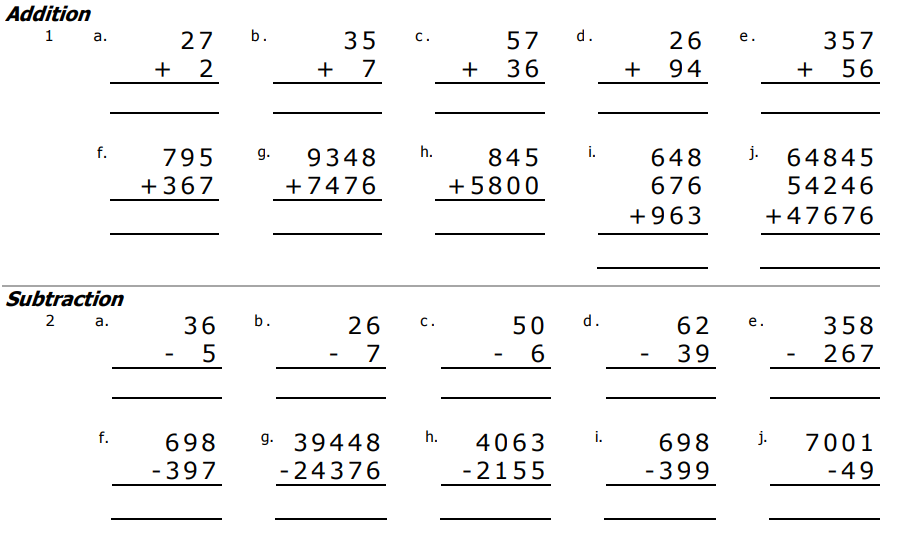 Addition
1 a. 27 b. 35 c. 57 d. 26 e. 357
+ 2 + 7 + 36 + 94 + 56
f. 795 g. 9348 h. 845 i. 648 j. 64845
+367 +7476 +5800 676 54246
+963 +47676
Subtraction
2 a. 36 b. 26 c. 50 d. 62 e. 358
- 5 - 7 - 6 - 39 - 267
f. 698 g. 39448 h. 4063 i. 698 j. 7001
-397 -24376 -2155 -399 -49